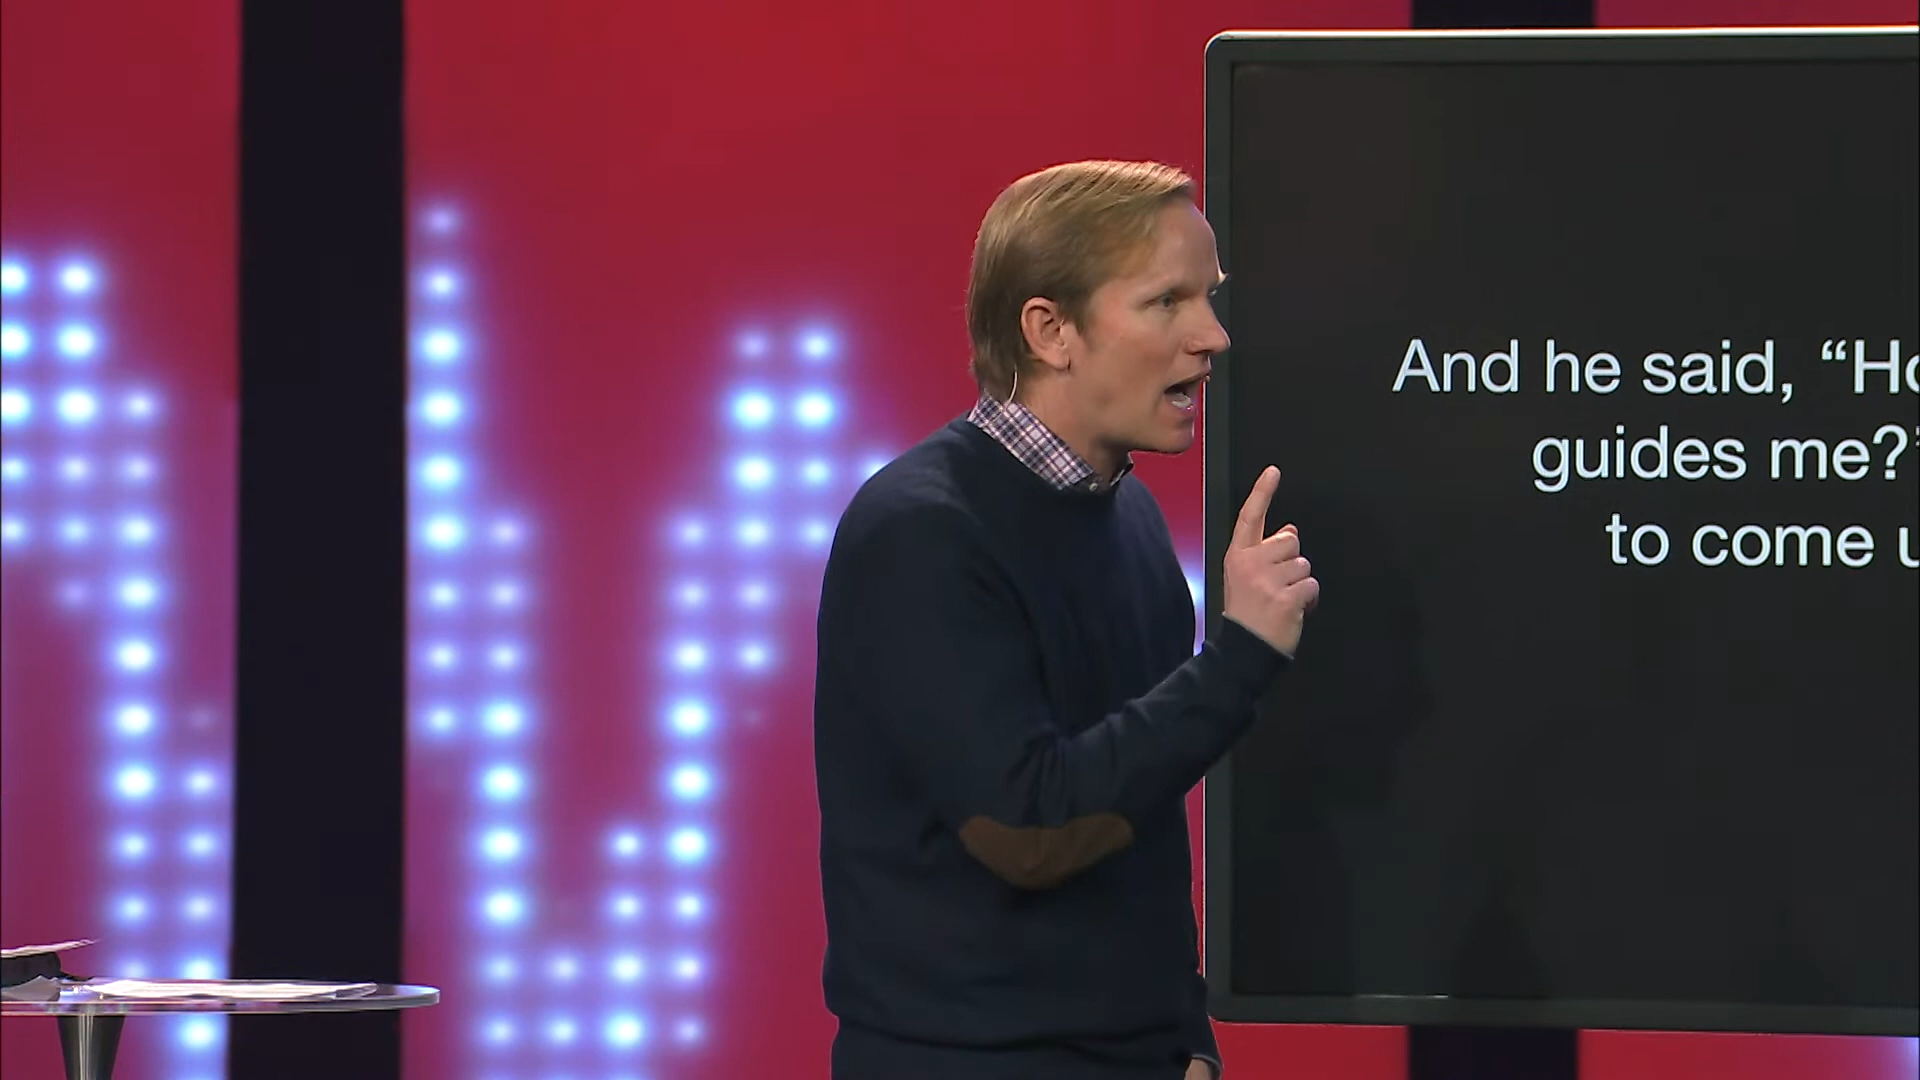 And he said, “Ho
guides me?”
to come u